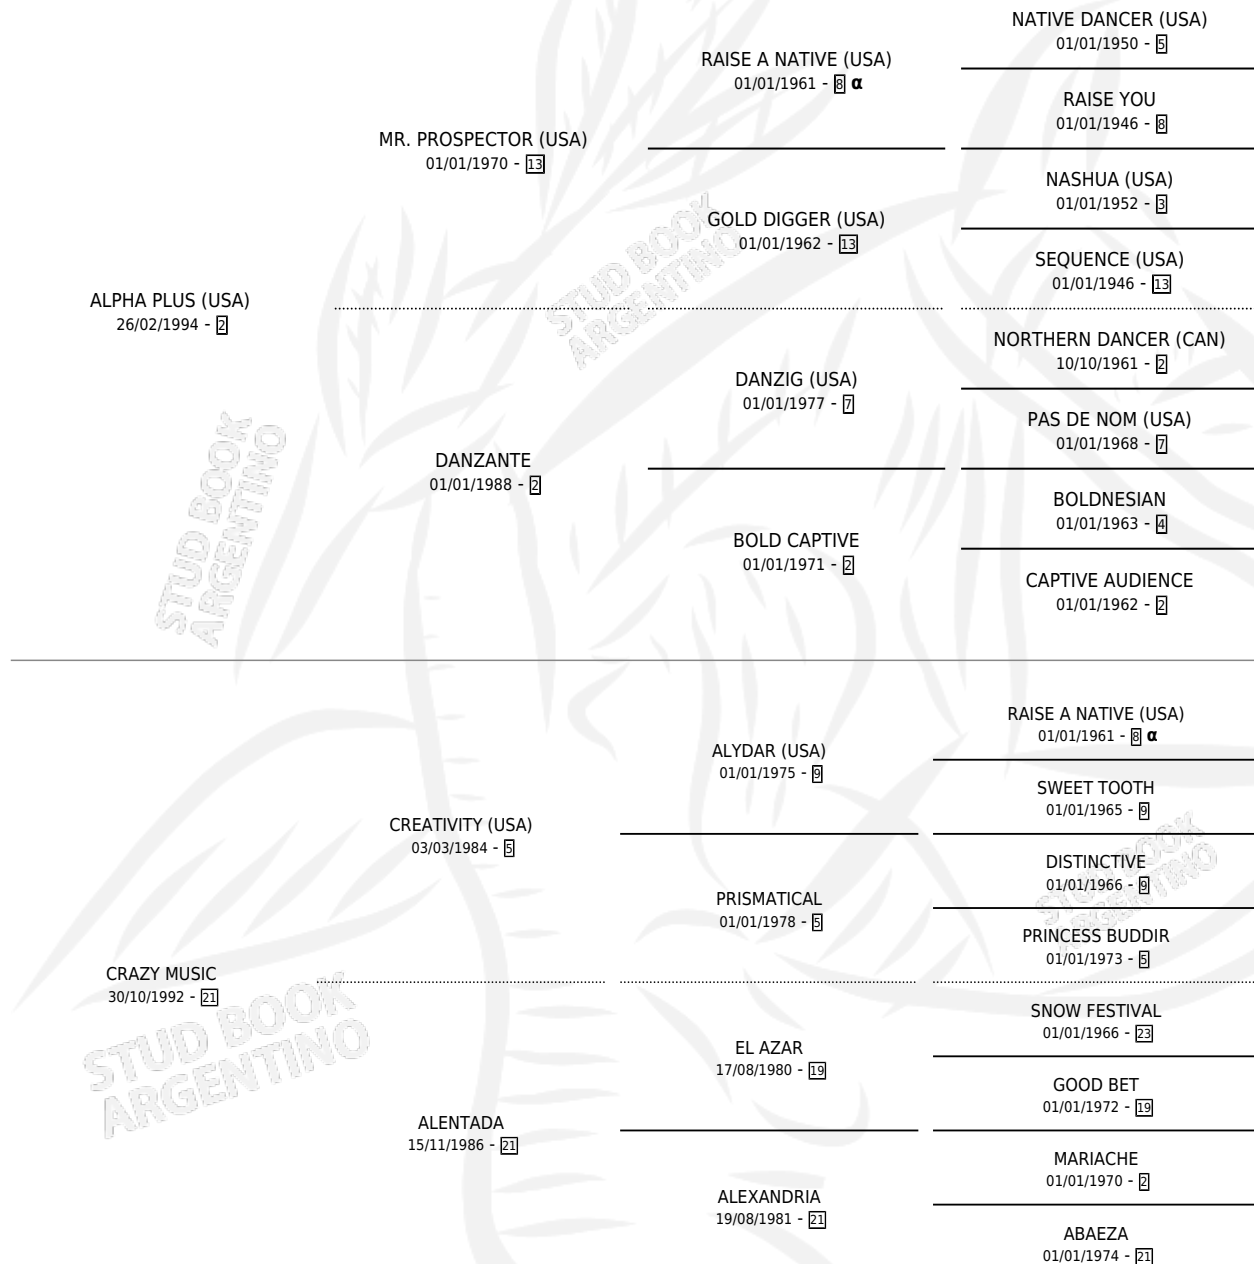 NATIVE DANCER (USA)
01/01/1950 - 5
RAISE A NATIVE (USA)
01/01/1961 - 8 α
RAISE YOU
01/01/1946 - 8
MR. PROSPECTOR (USA)
01/01/1970 - 13
NASHUA (USA)
01/01/1952 - 3
GOLD DIGGER (USA)
01/01/1962 - 13
SEQUENCE (USA)
01/01/1946 - 13
ALPHA PLUS (USA)
26/02/1994 - 2
NORTHERN DANCER (CAN)
10/10/1961 - 2
DANZIG (USA)
01/01/1977 - 7
PAS DE NOM (USA)
01/01/1968 - 7
DANZANTE
01/01/1988 - 2
BOLDNESIAN
01/01/1963 - 4
BOLD CAPTIVE
01/01/1971 - 2
CAPTIVE AUDIENCE
01/01/1962 - 2
RAISE A NATIVE (USA)
01/01/1961 - 8 α
ALYDAR (USA)
01/01/1975 - 9
SWEET TOOTH
01/01/1965 - 9
CREATIVITY (USA)
03/03/1984 - 5
DISTINCTIVE
01/01/1966 - 9
PRISMATICAL
01/01/1978 - 5
PRINCESS BUDDIR
01/01/1973 - 5
CRAZY MUSIC
30/10/1992 - 21
SNOW FESTIVAL
01/01/1966 - 23
EL AZAR
17/08/1980 - 19
GOOD BET
01/01/1972 - 19
ALENTADA
15/11/1986 - 21
MARIACHE
01/01/1970 - 2
ALEXANDRIA
19/08/1981 - 21
ABAEZA
01/01/1974 - 21
STUD BOOK
ARGENTINO
STUD BOOK
ARGENTINO
STUD BOOK
ARGENTINO
STUD BOOK
ARGENTINO